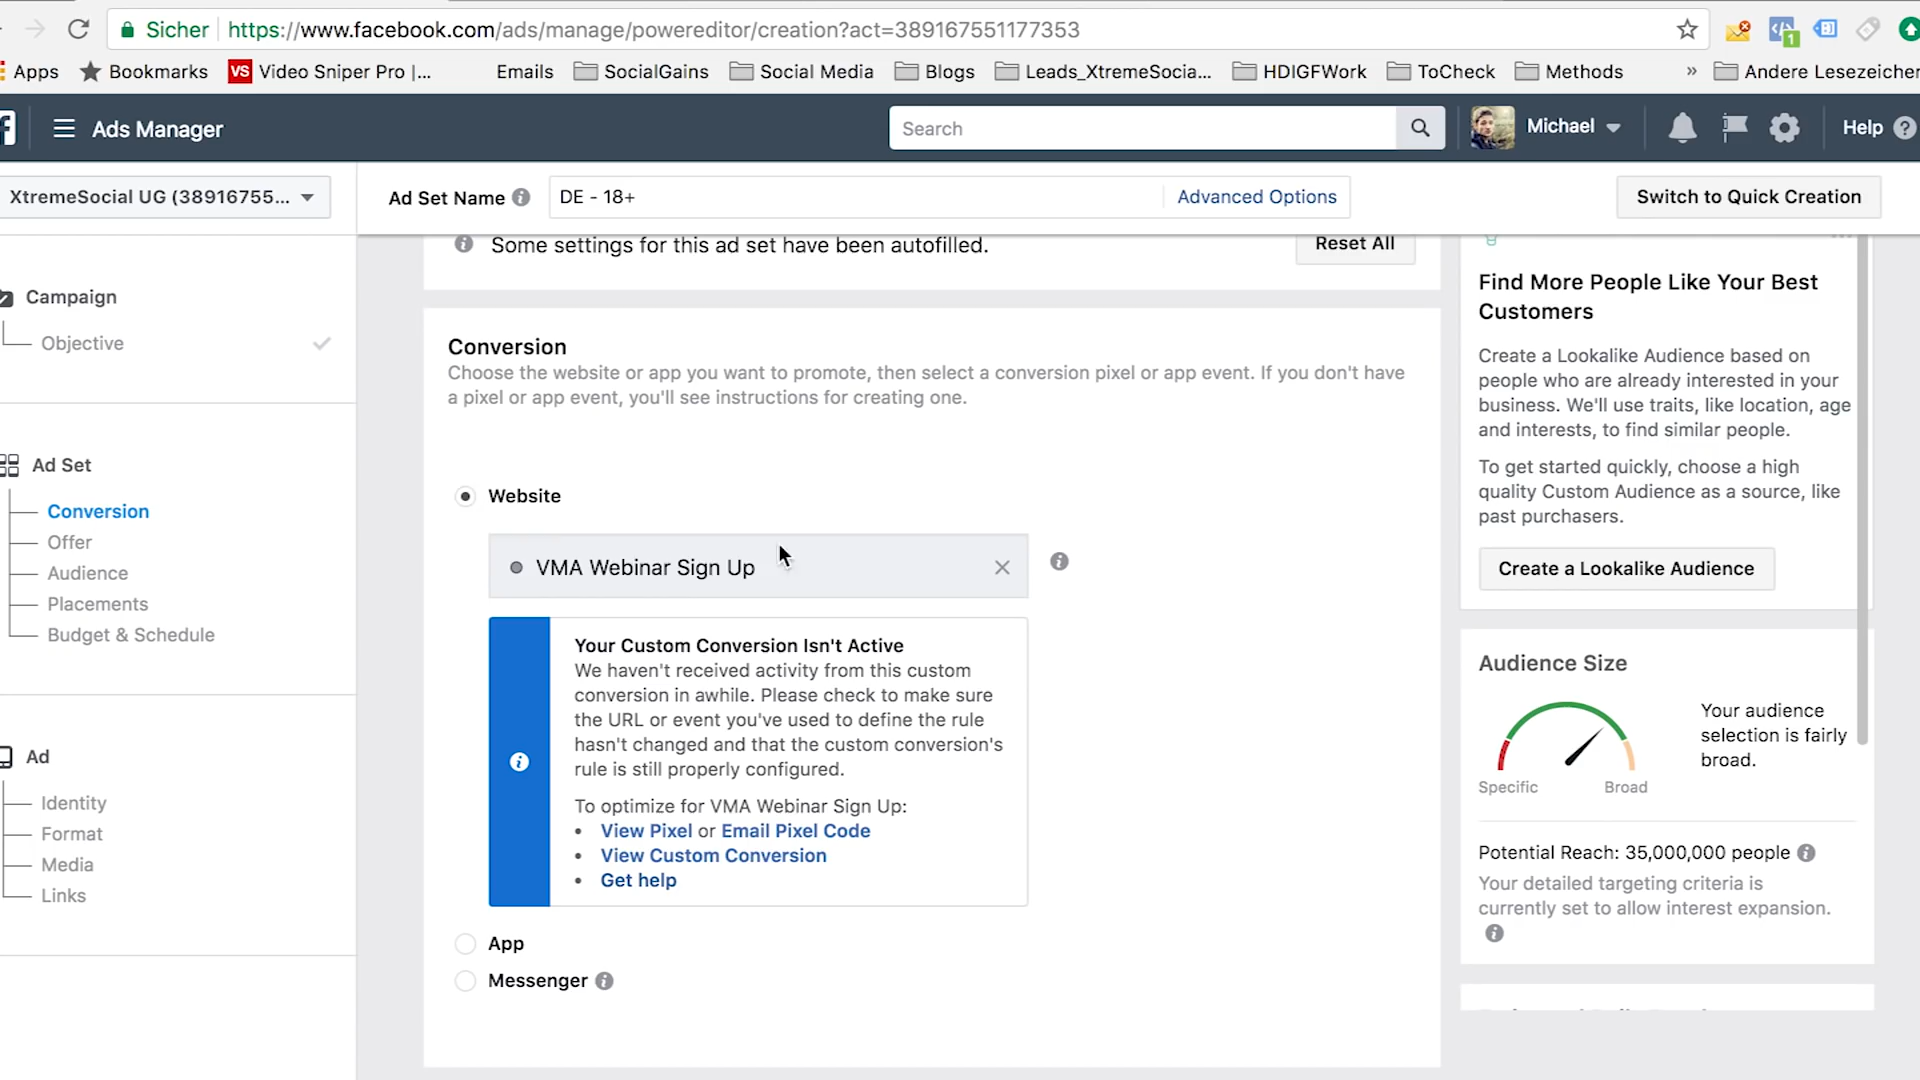 Sicher https://www.facebook.com/ads/manage/powereditor/creation?act=389167551177353
Apps Bookmarks VS Video Sniper Pro |... Emails SocialGains Social Media Blogs Leads_XtremeSocia... HDIGFWork ToCheck Methods » Andere Lesezeichen
Ads Manager Search Michael Help
XtremeSocial UG (38916755... Ad Set Name DE - 18+ Advanced Options Switch to Quick Creation
Campaign
Objective
Ad Set
Conversion
Offer
Audience
Placements
Budget & Schedule
Ad
Identity
Format
Media
Links
Some settings for this ad set have been autofilled. Reset All
Conversion
Choose the website or app you want to promote, then select a conversion pixel or app event. If you don't have
a pixel or app event, you'll see instructions for creating one.
Website
VMA Webinar Sign Up
Your Custom Conversion Isn't Active
We haven't received activity from this custom
conversion in awhile. Please check to make sure
the URL or event you've used to define the rule
hasn't changed and that the custom conversion's
rule is still properly configured.
To optimize for VMA Webinar Sign Up:
• View Pixel or Email Pixel Code
• View Custom Conversion
• Get help
App
Messenger
Find More People Like Your Best
Customers
Create a Lookalike Audience based on
people who are already interested in your
business. We'll use traits, like location, age
and interests, to find similar people.
To get started quickly, choose a high
quality Custom Audience as a source, like
past purchasers.
Create a Lookalike Audience
Audience Size
Your audience
selection is fairly
broad.
Specific Broad
Potential Reach: 35,000,000 people
Your detailed targeting criteria is
currently set to allow interest expansion.